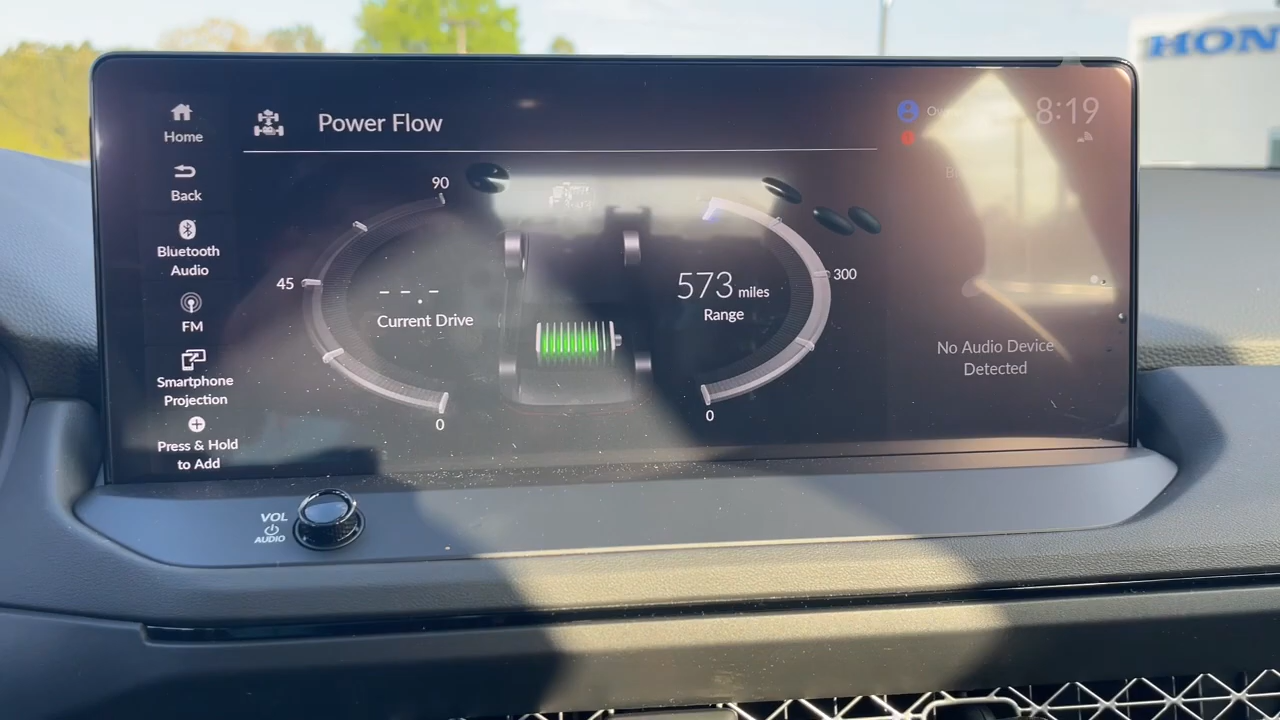 HON
Home
Power Flow
8:19
Back
90
Bluetooth
Audio
45
- -.-
573 miles
300
Current Drive
Range
FM
No Audio Device
Detected
Smartphone
Projection
0
0
Press & Hold
to Add
VOL
AUDIO